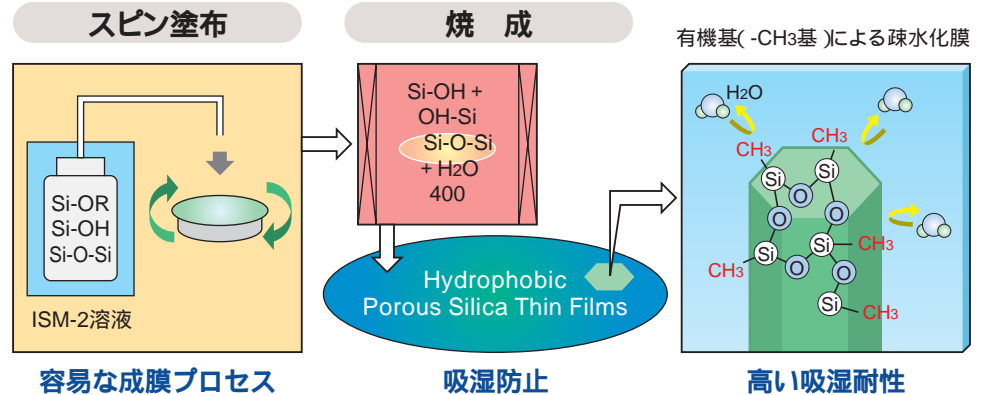 スピン塗布
Si-OR
Si-OH
Si-O-Si
ISM-2溶液
容易な成膜プロセス
焼 成
Si-OH +
OH-Si
Si-O-Si
+ H2O
400
Hydrophobic
Porous Silica Thin Films
吸湿防止
有機基( -CH3基 )による疎水化膜
H2O
CH3
CH3
Si
Si
O
O
O
Si
Si
CH3
CH3
O
O
Si
CH3
高い吸湿耐性